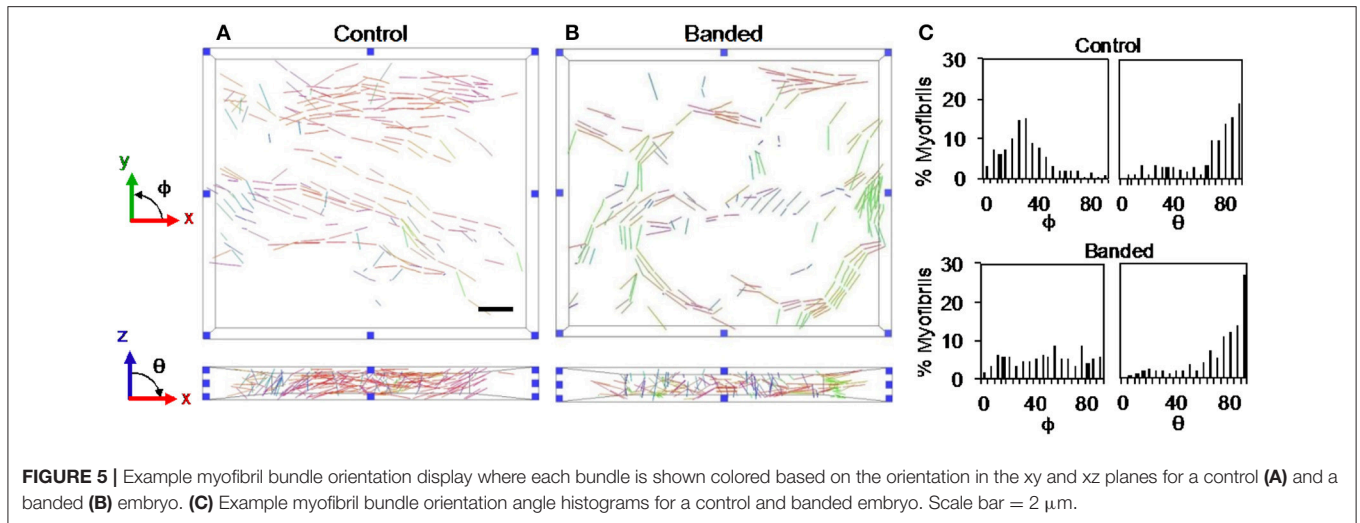 A
Control
B
Banded
C
Control
30
20
10
0
% Myofibrils
0 40 80
ϕ
0 40 80
θ
Banded
30
20
10
0
% Myofibrils
0 40 80
ϕ
0 40 80
θ
y
ϕ
x
z
θ
x
FIGURE 5 | Example myofibril bundle orientation display where each bundle is shown colored based on the orientation in the xy and xz planes for a control (A) and a
banded (B) embryo. (C) Example myofibril bundle orientation angle histograms for a control and banded embryo. Scale bar = 2 μm.